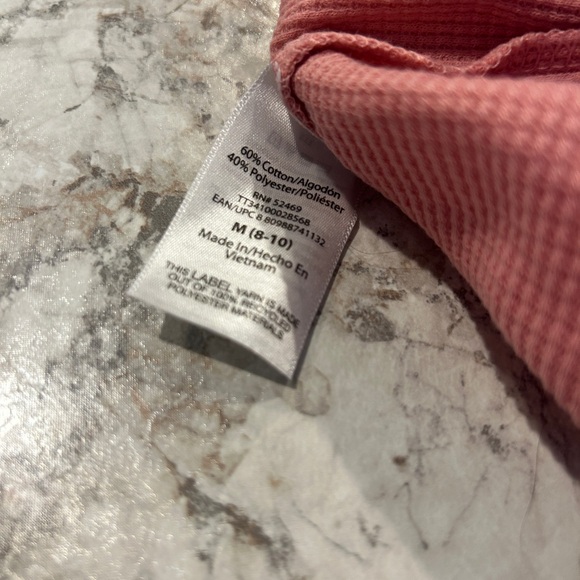 60% Cotton/Algodón
40% Polyester/Poliéster
RN# 52469
TT34100028568
EAN/UPC 8 80988741132
M (8-10)
Made In/Hecho En
Vietnam
THIS LABEL YARN IS MADE
OUT OF 100% RECYCLED
POLYESTER MATERIALS